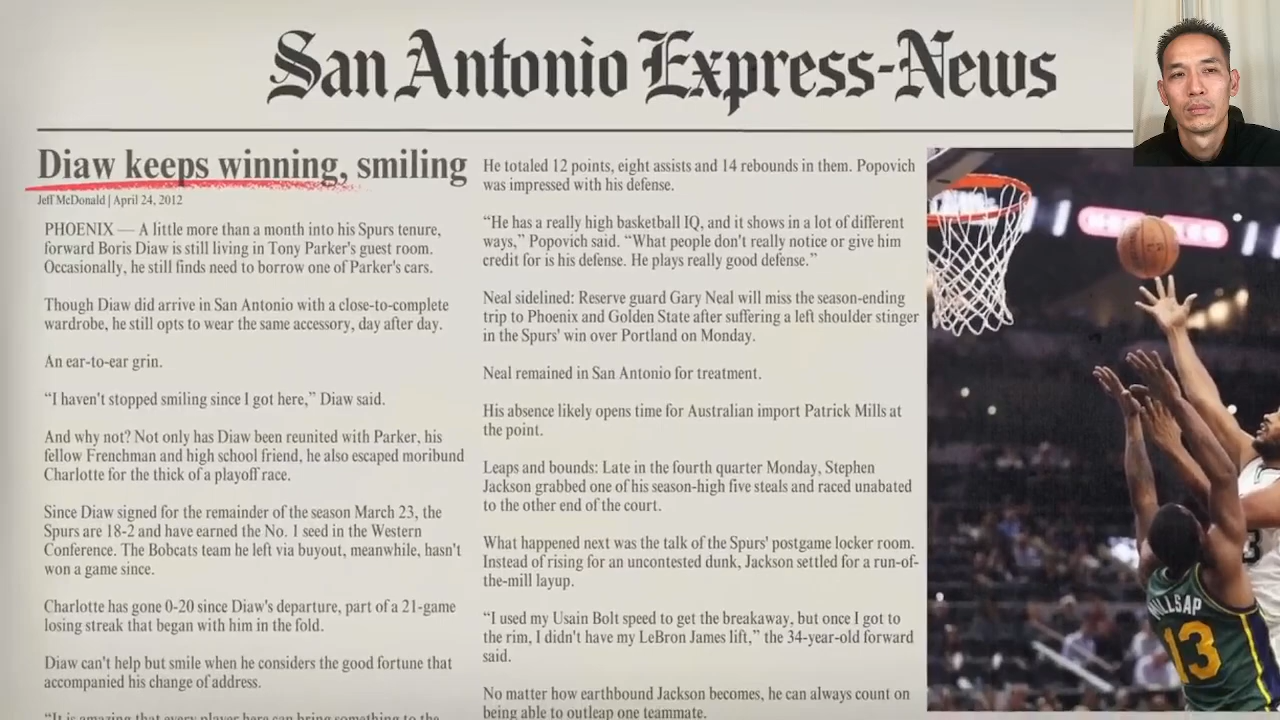 San Antonio Express-News
Diaw keeps winning, smiling
Jeff McDonald | April 24, 2012
PHOENIX — A little more than a month into his Spurs tenure,
forward Boris Diaw is still living in Tony Parker's guest room.
Occasionally, he still finds need to borrow one of Parker's cars.
Though Diaw did arrive in San Antonio with a close-to-complete
wardrobe, he still opts to wear the same accessory, day after day.
An ear-to-ear grin.
“I haven't stopped smiling since I got here,” Diaw said.
And why not? Not only has Diaw been reunited with Parker, his
fellow Frenchman and high school friend, he also escaped moribund
Charlotte for the thick of a playoff race.
Since Diaw signed for the remainder of the season March 23, the
Spurs are 18-2 and have earned the No. 1 seed in the Western
Conference. The Bobcats team he left via buyout, meanwhile, hasn't
won a game since.
Charlotte has gone 0-20 since Diaw's departure, part of a 21-game
losing streak that began with him in the fold.
Diaw can't help but smile when he considers the good fortune that
accompanied his change of address.
“It is amazing that every player here can bring something to the
He totaled 12 points, eight assists and 14 rebounds in them. Popovich
was impressed with his defense.
“He has a really high basketball IQ, and it shows in a lot of different
ways,” Popovich said. “What people don't really notice or give him
credit for is his defense. He plays really good defense.”
Neal sidelined: Reserve guard Gary Neal will miss the season-ending
trip to Phoenix and Golden State after suffering a left shoulder stinger
in the Spurs' win over Portland on Monday.
Neal remained in San Antonio for treatment.
His absence likely opens time for Australian import Patrick Mills at
the point.
Leaps and bounds: Late in the fourth quarter Monday, Stephen
Jackson grabbed one of his season-high five steals and raced unabated
to the other end of the court.
What happened next was the talk of the Spurs' postgame locker room.
Instead of rising for an uncontested dunk, Jackson settled for a run-of-
the-mill layup.
“I used my Usain Bolt speed to get the breakaway, but once I got to
the rim, I didn't have my LeBron James lift,” the 34-year-old forward
said.
No matter how earthbound Jackson becomes, he can always count on
being able to outleap one teammate.
MILLSAP
13
3